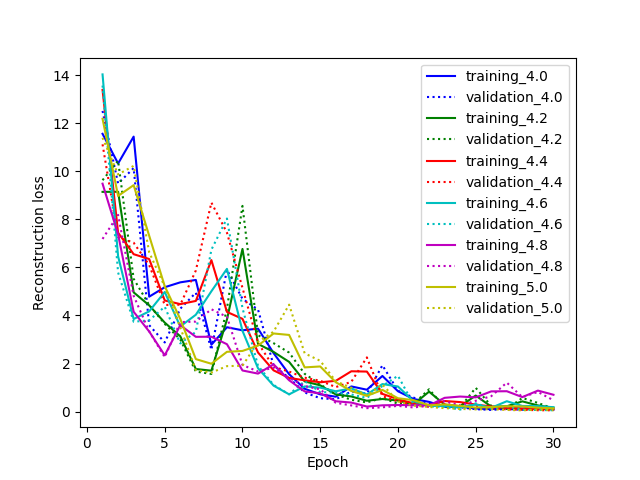 14
12
10
8
6
4
2
0
Reconstruction loss
0 5 10 15 20 25 30
Epoch
training_4.0
validation_4.0
training_4.2
validation_4.2
training_4.4
validation_4.4
training_4.6
validation_4.6
training_4.8
validation_4.8
training_5.0
validation_5.0